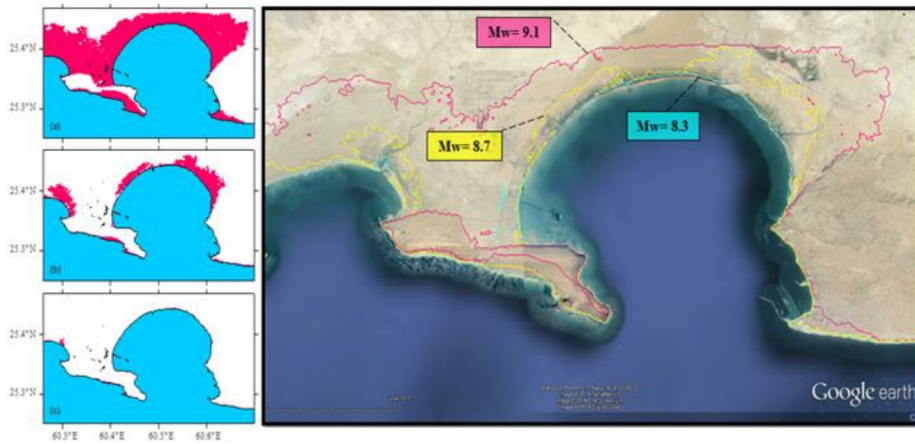 25.4°N
25.3°N
(a)
25.4°N
25.3°N
(b)
25.4°N
25.3°N
(c)
60.3°E
60.4°E
60.5°E
60.6°E
Mw= 9.1
Mw= 8.7
Mw= 8.3
Google earth